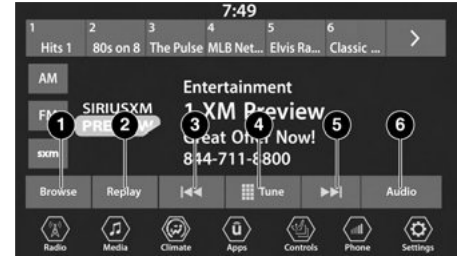 7:49
1 2 3 4 5 6
Hits 1 80s on 8 The Pulse MLB Net... Elvis Ra... Classic ... >
AM
Entertainment
FM SIRIUSXM 1 XM Preview
PREVIEW
Great Offer Now!
sxm 844-711-8800
1 2 3 4 5 6
Browse Replay Tune Audio
Radio Media Climate Apps Controls Phone Settings